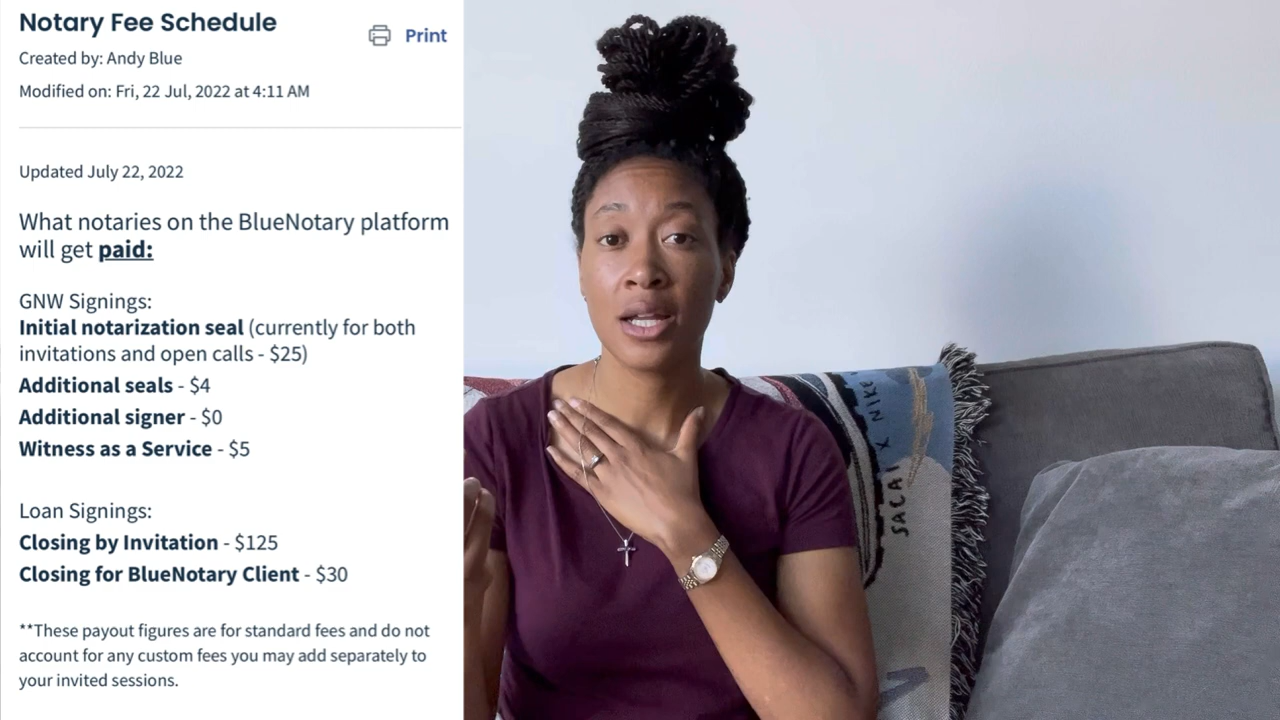 Notary Fee Schedule
Print
Created by: Andy Blue
Modified on: Fri, 22 Jul, 2022 at 4:11 AM
Updated July 22, 2022
What notaries on the BlueNotary platform
will get paid:
GNW Signings:
Initial notarization seal (currently for both
invitations and open calls - $25)
Additional seals - $4
Additional signer - $0
Witness as a Service - $5
Loan Signings:
Closing by Invitation - $125
Closing for BlueNotary Client - $30
**These payout figures are for standard fees and do not
account for any custom fees you may add separately to
your invited sessions.
SACAI X NIKE